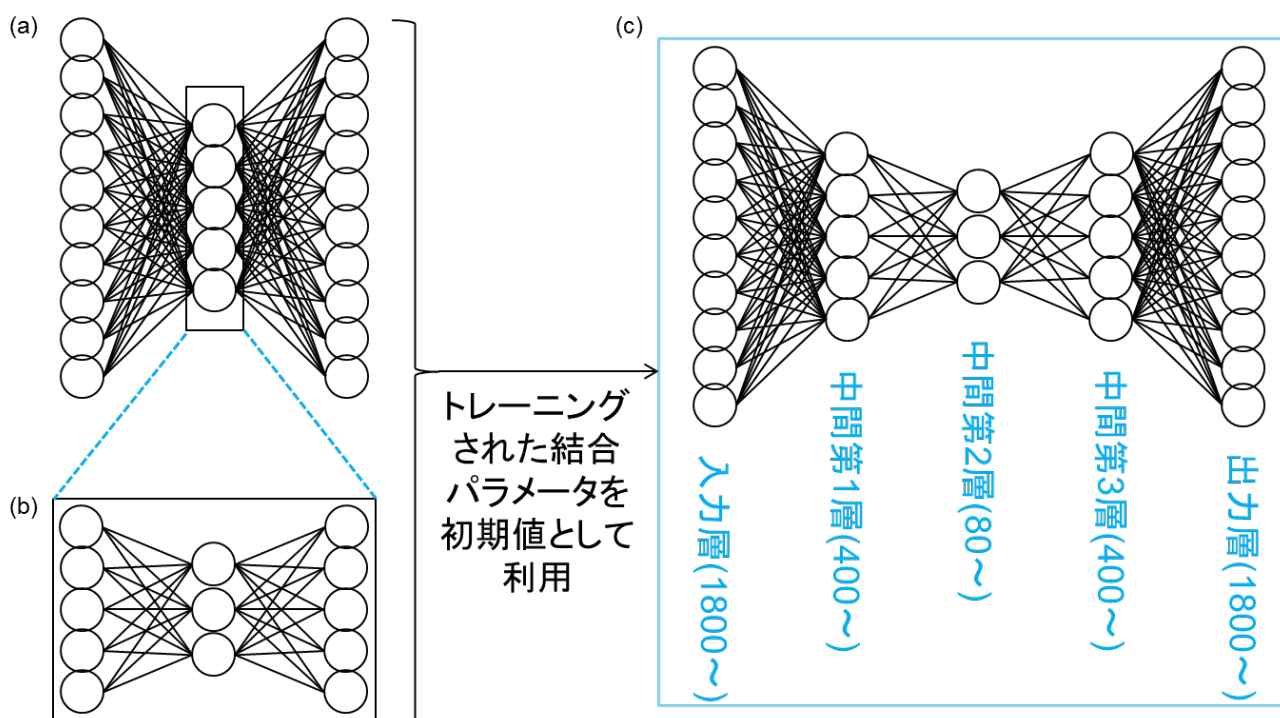 (a)
(b)
トレーニング
された結合
パラメータを
初期値として
利用
(c)
入力層(1800～)
中間第1層(400～)
中間第2層(80～)
中間第3層(400～)
出力層(1800～)